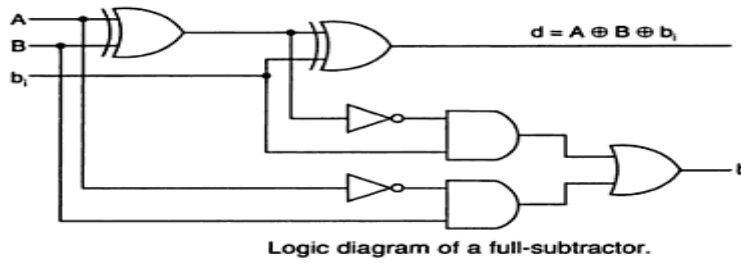 A
B
bᵢ
d = A ⊕ B ⊕ bᵢ
b
Logic diagram of a full-subtractor.